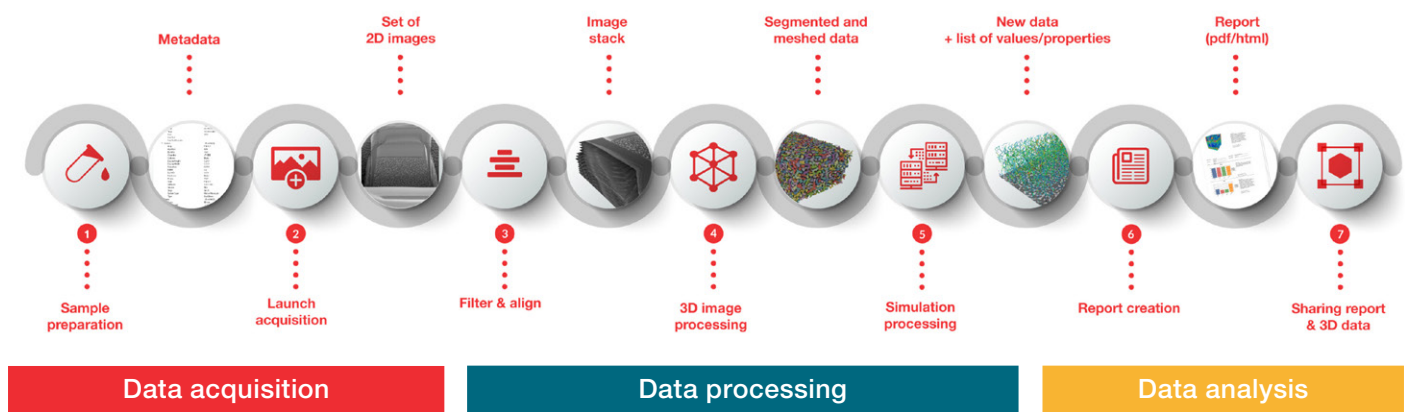 Metadata
Set of
2D images
Image
stack
Segmented and
meshed data
New data
+ list of values/properties
Report
(pdf/html)
1
2
3
4
5
6
7
Sample
preparation
Launch
acquisition
Filter & align
3D image
processing
Simulation
processing
Report creation
Sharing report
& 3D data
Data acquisition
Data processing
Data analysis